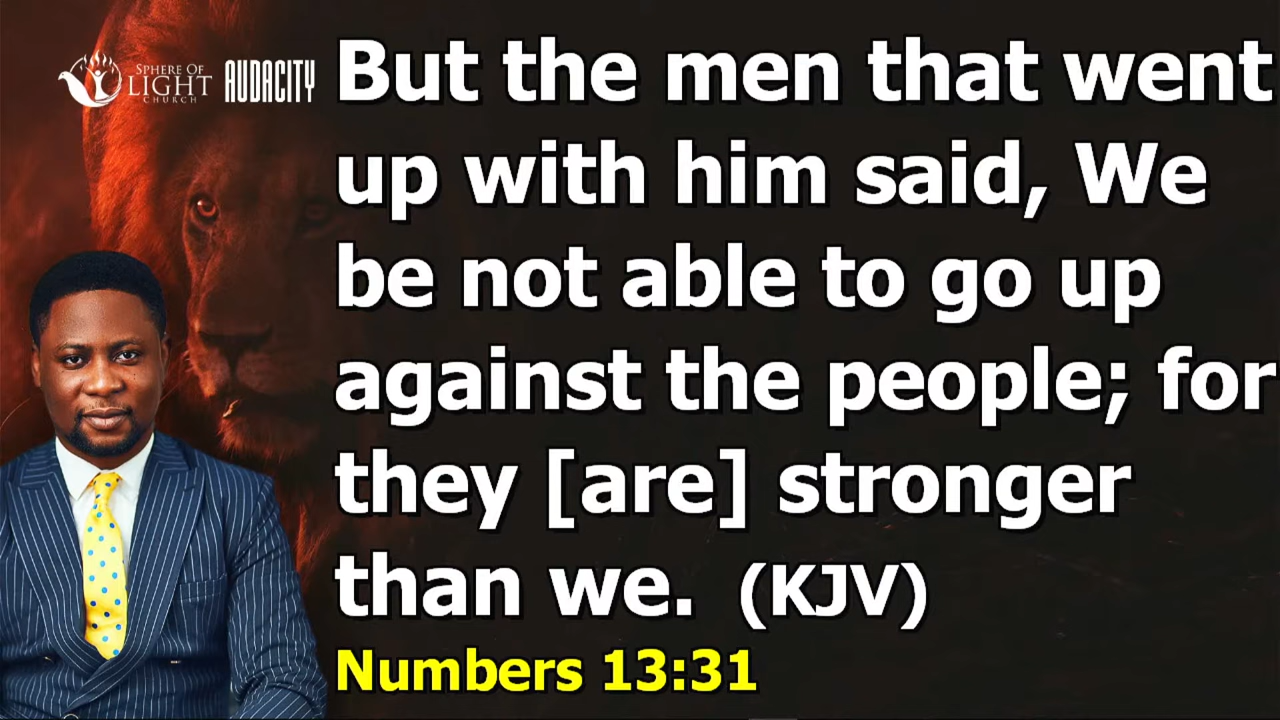 SPHERE OF
LIGHT
CHURCH
AUDACITY
But the men that went
up with him said, We
be not able to go up
against the people; for
they [are] stronger
than we. (KJV)
Numbers 13:31